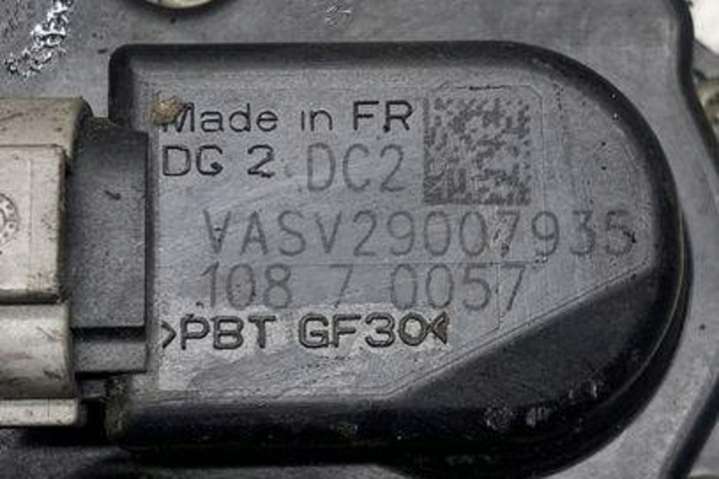 Made in FR
DG 2 DC2
VASV29007935
108 7 0057
>PBT GF30<